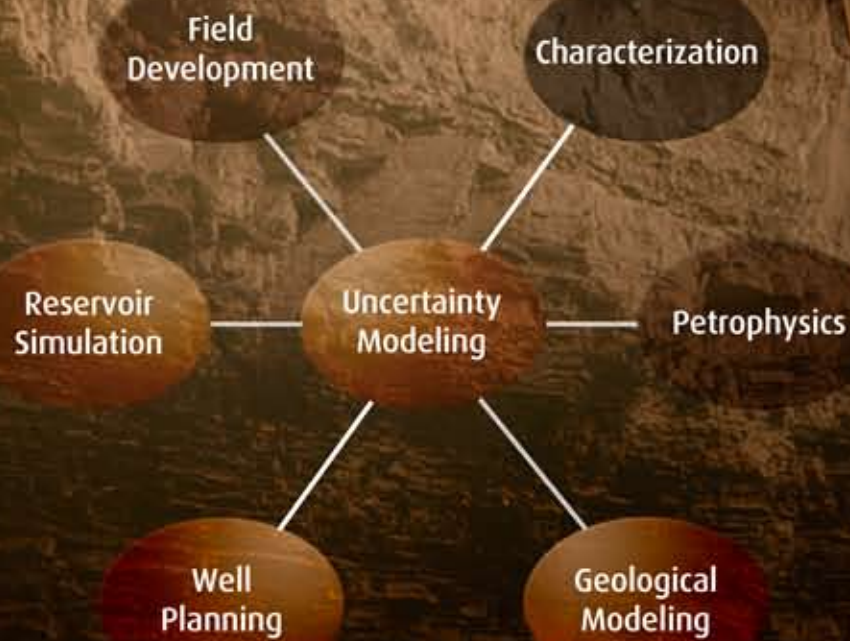 Field
Development
Characterization
Reservoir
Simulation
Uncertainty
Modeling
Petrophysics
Well
Planning
Geological
Modeling